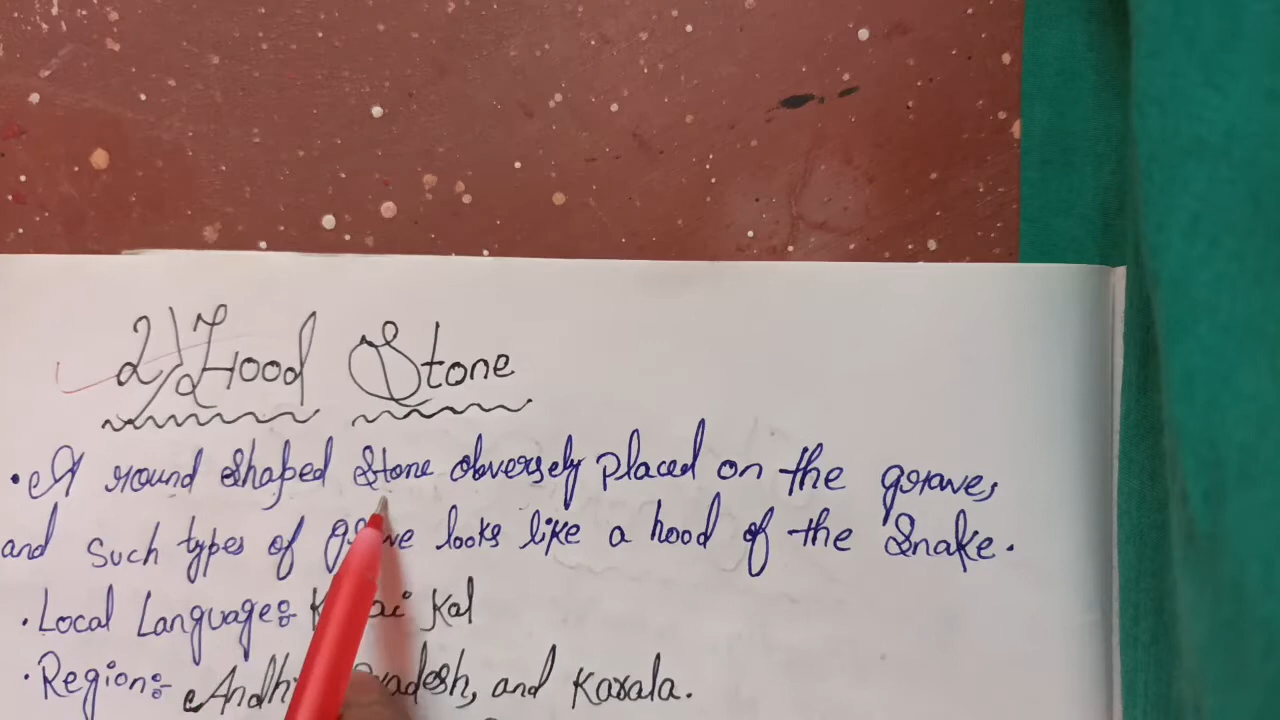 2) Hood Stone
• A round shaped stone obversely placed on the grave,
and such types of looks like a hood of the Snake.
• Local Language:- Kal
• Region:- and Karala.